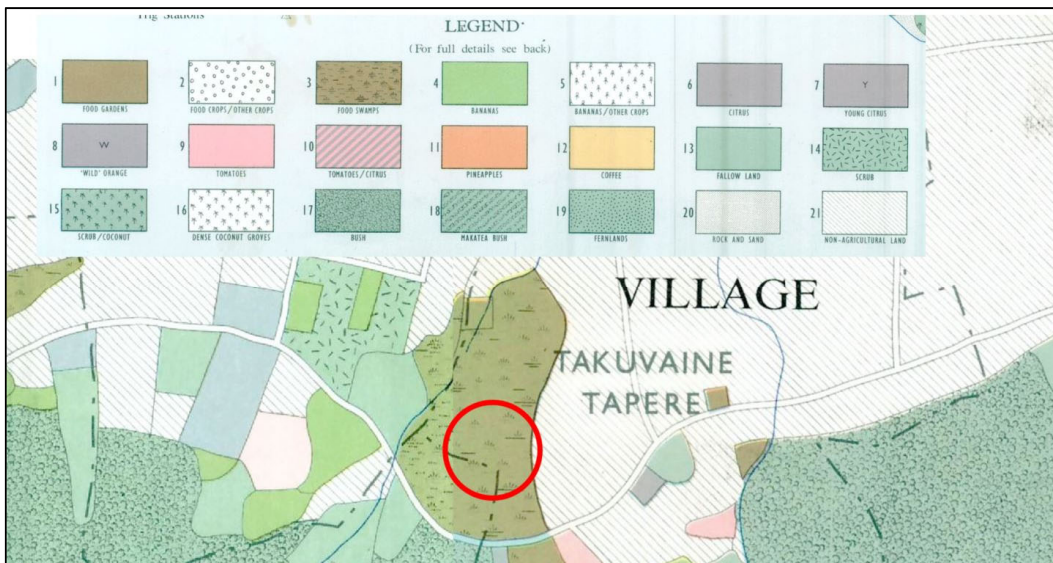 Trig Stations
LEGEND
(For full details see back)
1
FOOD GARDENS
2
FOOD CROPS/OTHER CROPS
3
FOOD SWAMPS
4
BANANAS
5
BANANAS/OTHER CROPS
6
CITRUS
7
Y
YOUNG CITRUS
8
W
'WILD' ORANGE
9
TOMATOES
10
TOMATOES/CITRUS
11
PINEAPPLES
12
COFFEE
13
FALLOW LAND
14
SCRUB
15
SCRUB/COCONUT
16
DENSE COCONUT GROVES
17
BUSH
18
MAKATEA BUSH
19
FERNLANDS
20
ROCK AND SAND
21
NON-AGRICULTURAL LAND
VILLAGE
TAKUVAINE
TAPERE